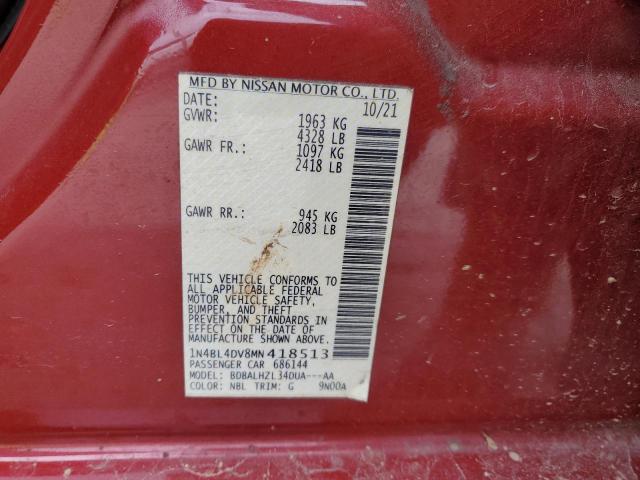 MFD BY NISSAN MOTOR CO., LTD.
DATE: 10/21
GVWR: 1963 KG
4328 LB
GAWR FR.: 1097 KG
2418 LB
GAWR RR.: 945 KG
2083 LB
THIS VEHICLE CONFORMS TO
ALL APPLICABLE FEDERAL
MOTOR VEHICLE SAFETY,
BUMPER, AND THEFT
PREVENTION STANDARDS IN
EFFECT ON THE DATE OF
MANUFACTURE SHOWN ABOVE.
1N4BL4DV8MN418513
PASSENGER CAR 686144
MODEL: BDBALHZL34DUA---AA
COLOR: NBL TRIM: G 9N00A